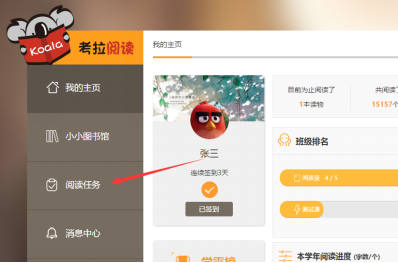 Koala
考拉阅读
我的主页
小小图书馆
阅读任务
消息中心
我的主页
张三
连续签到3天
已签到
学霸榜
目前为止阅读了
1本读物
共阅读了
15157个
班级排名
阅读量 4 / 5
测试通
本学年阅读进度 (字数/个)